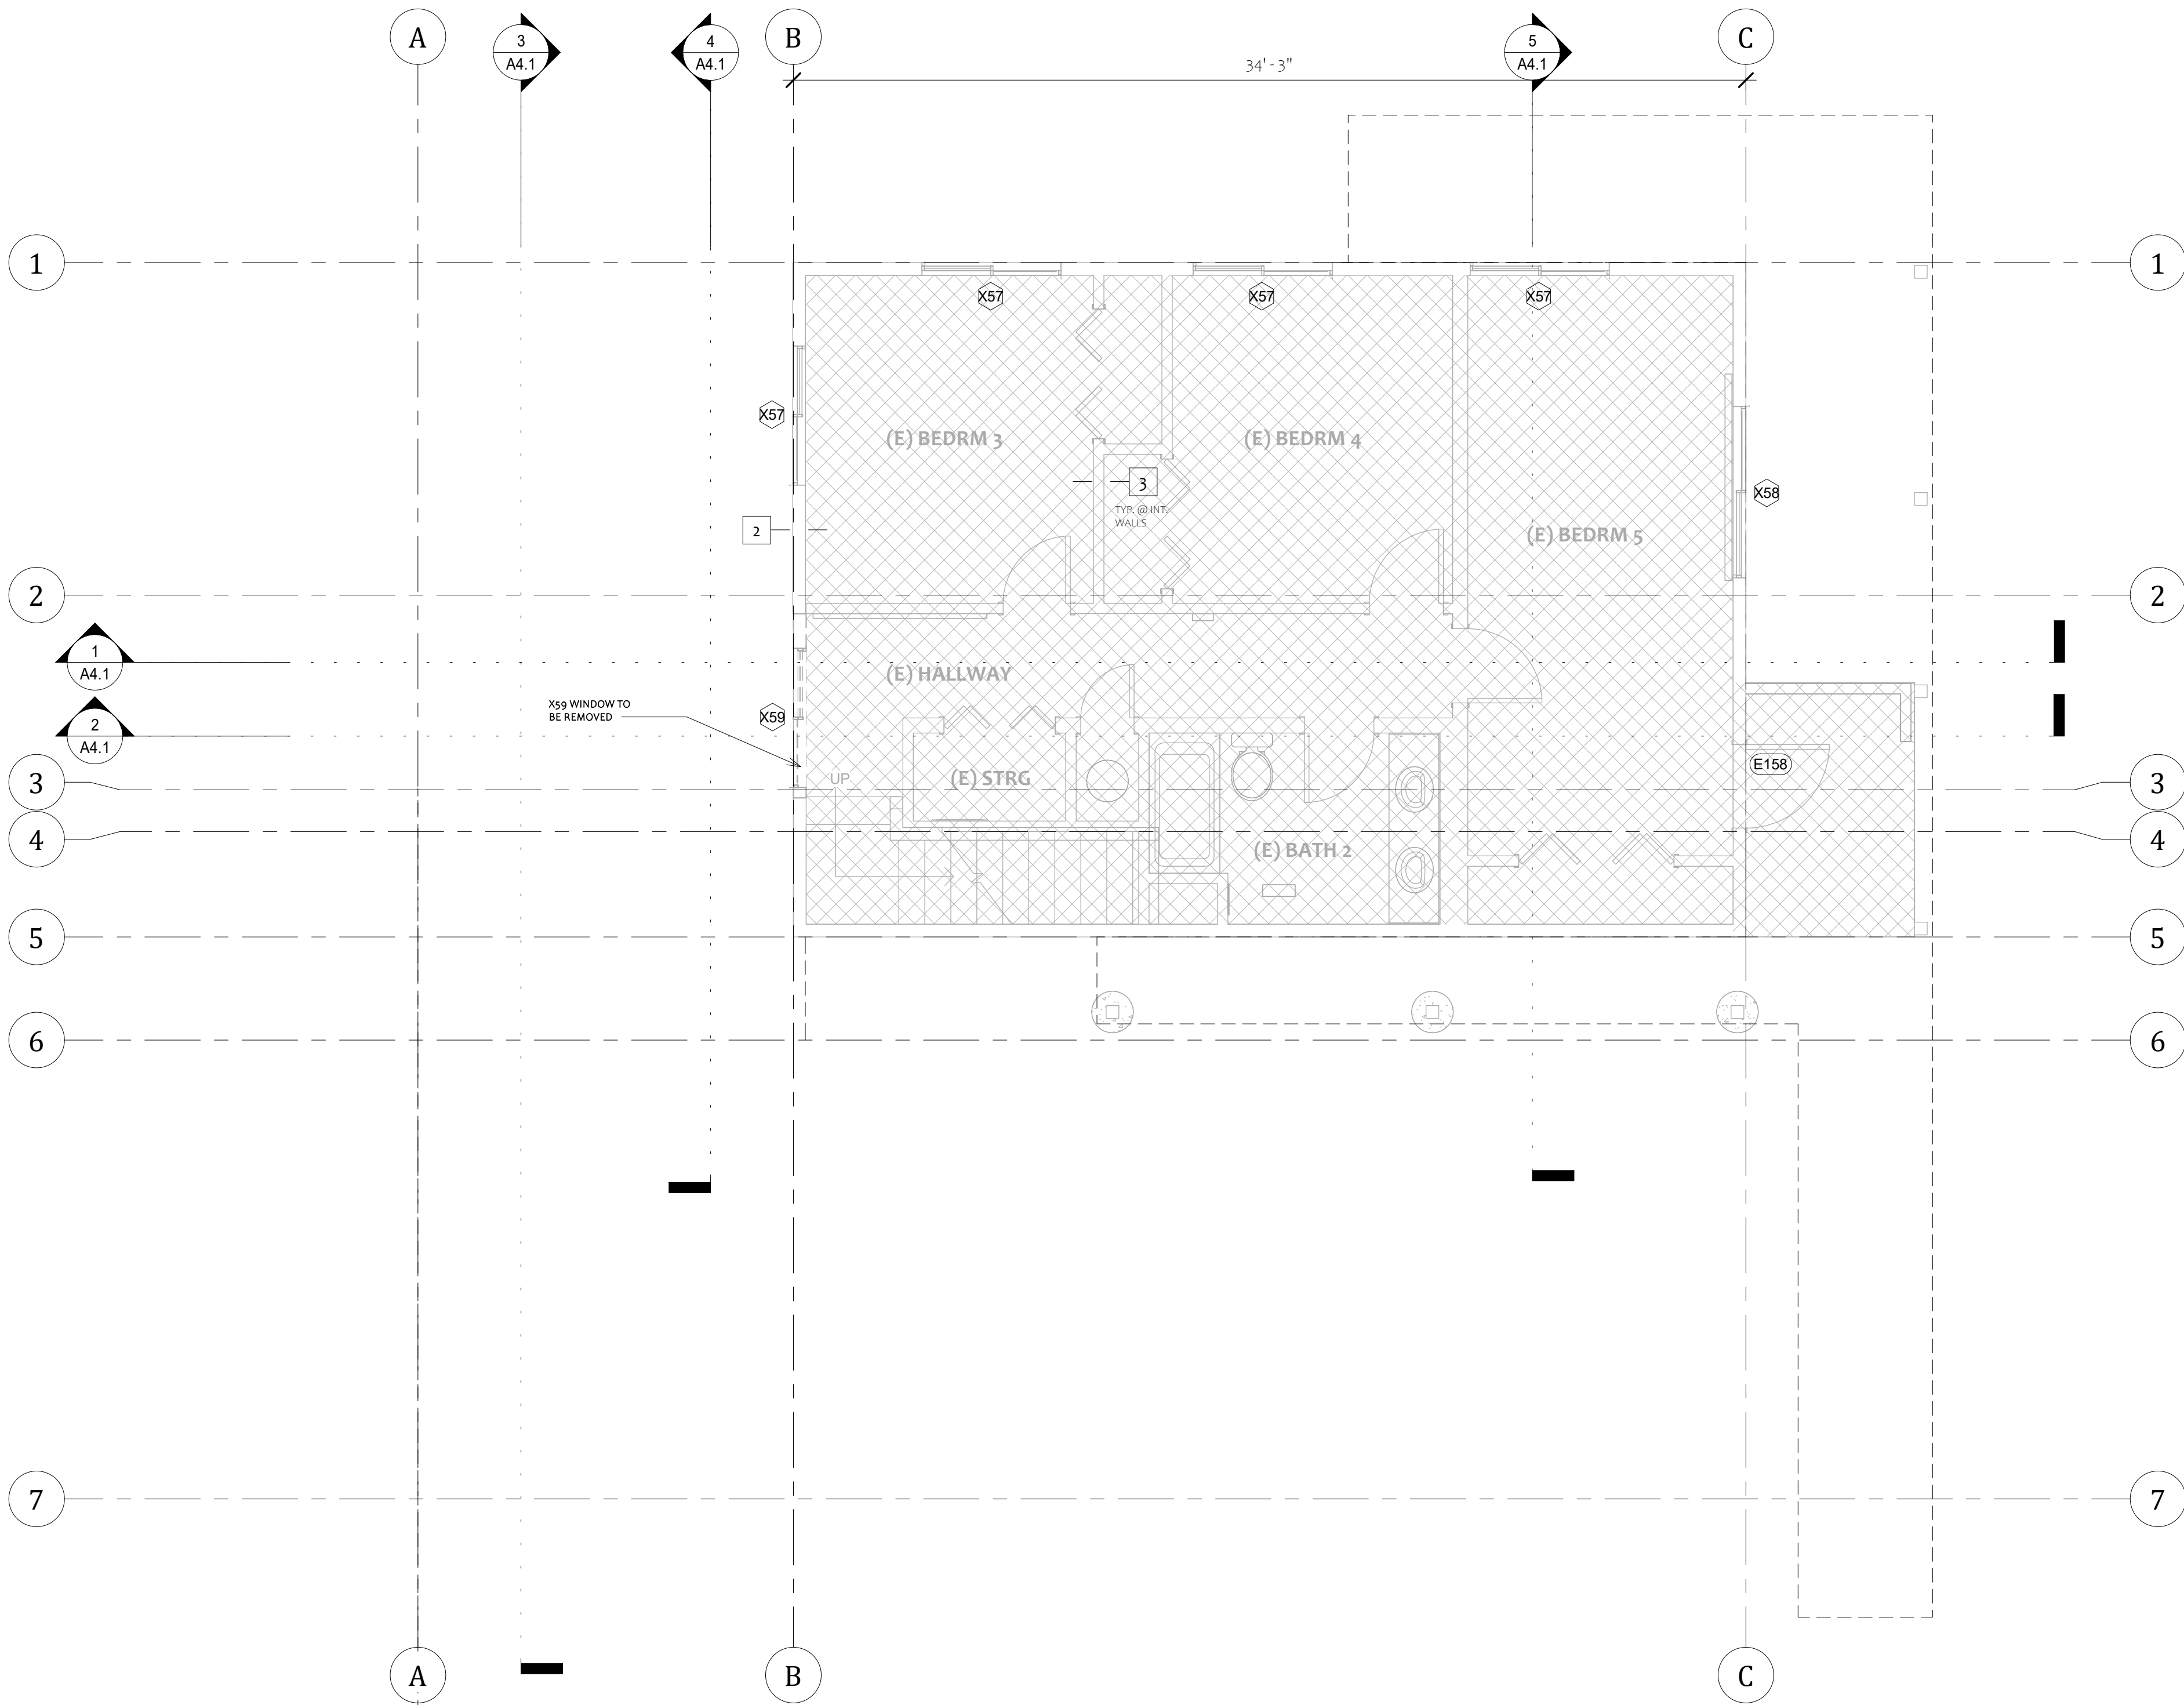 A
3
A4.1
4
A4.1
B
5
A4.1
C
34' - 3"
1
1
X57
X57
X57
X57
(E) BEDRM 3
(E) BEDRM 4
3
X58
TYP. @ INT.
WALLS
2
(E) BEDRM 5
2
2
1
A4.1
(E) HALLWAY
X59 WINDOW TO
BE REMOVED
X59
2
A4.1
E158
UP
(E) STRG
3
3
4
4
(E) BATH 2
5
5
6
6
7
7
A
B
C